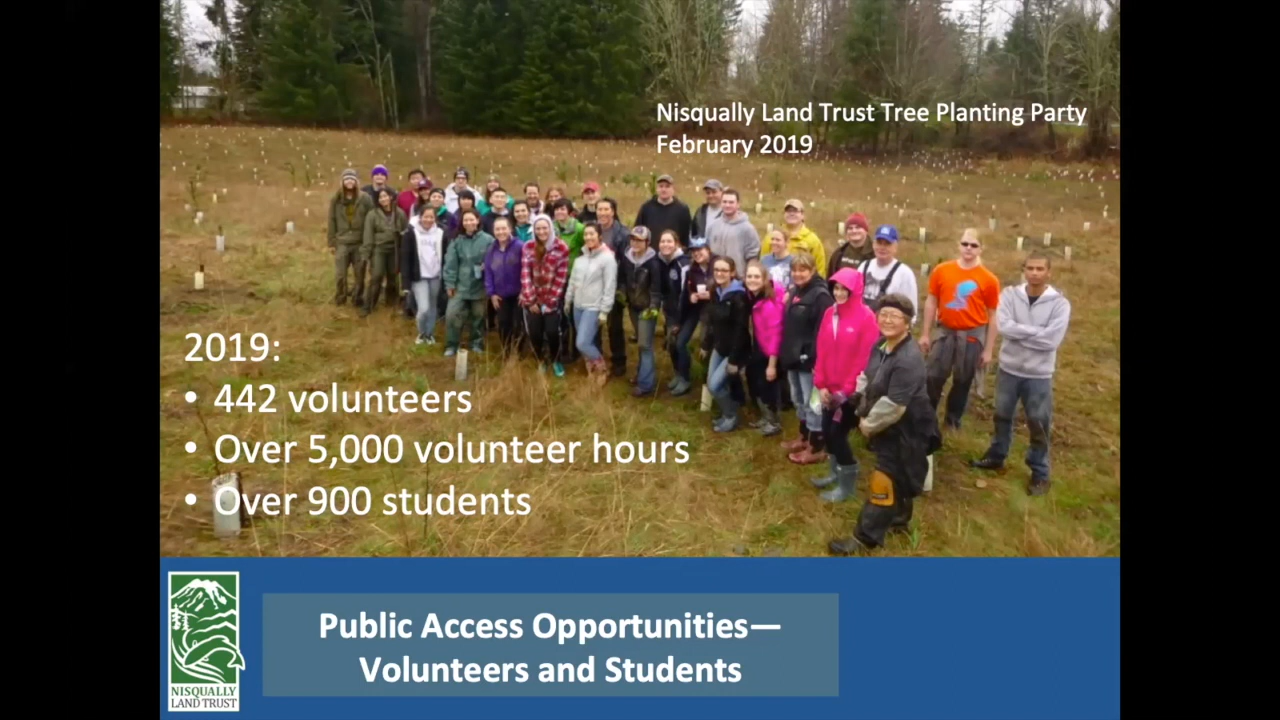 Nisqually Land Trust Tree Planting Party
February 2019
2019:
• 442 volunteers
• Over 5,000 volunteer hours
• Over 900 students
Public Access Opportunities—
Volunteers and Students
NISQUALLY
LAND TRUST